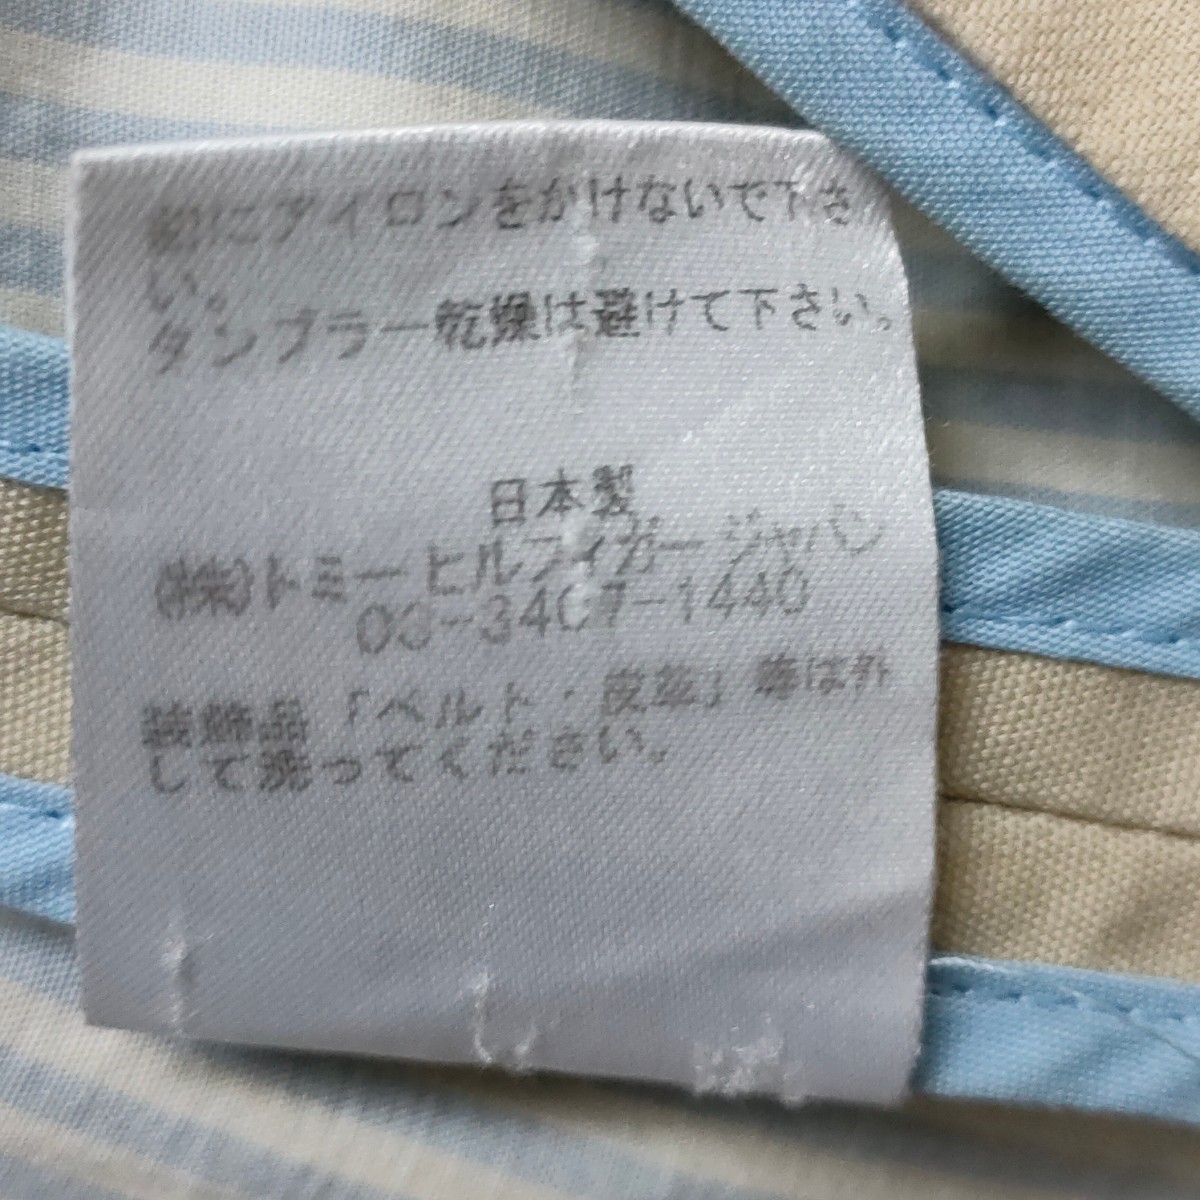 にアイロンをかけないで下さ
い。
タンブラー乾燥は避けて下さい。
日本製
(株)トミーヒルフィガージャパン
03-3407-1440
装飾品「ベルト・皮革」等は外
して洗ってください。